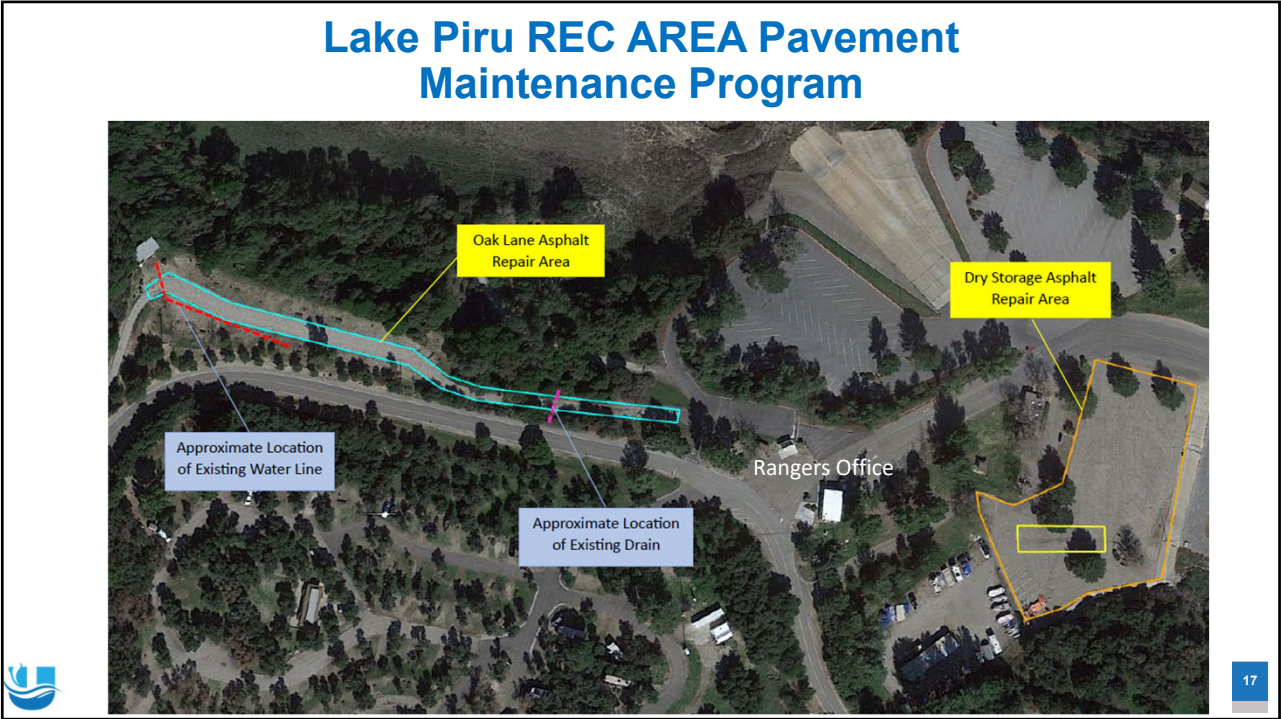 Lake Piru REC AREA Pavement
Maintenance Program
Oak Lane Asphalt
Repair Area
Dry Storage Asphalt
Repair Area
Approximate Location
of Existing Water Line
Rangers Office
Approximate Location
of Existing Drain
17